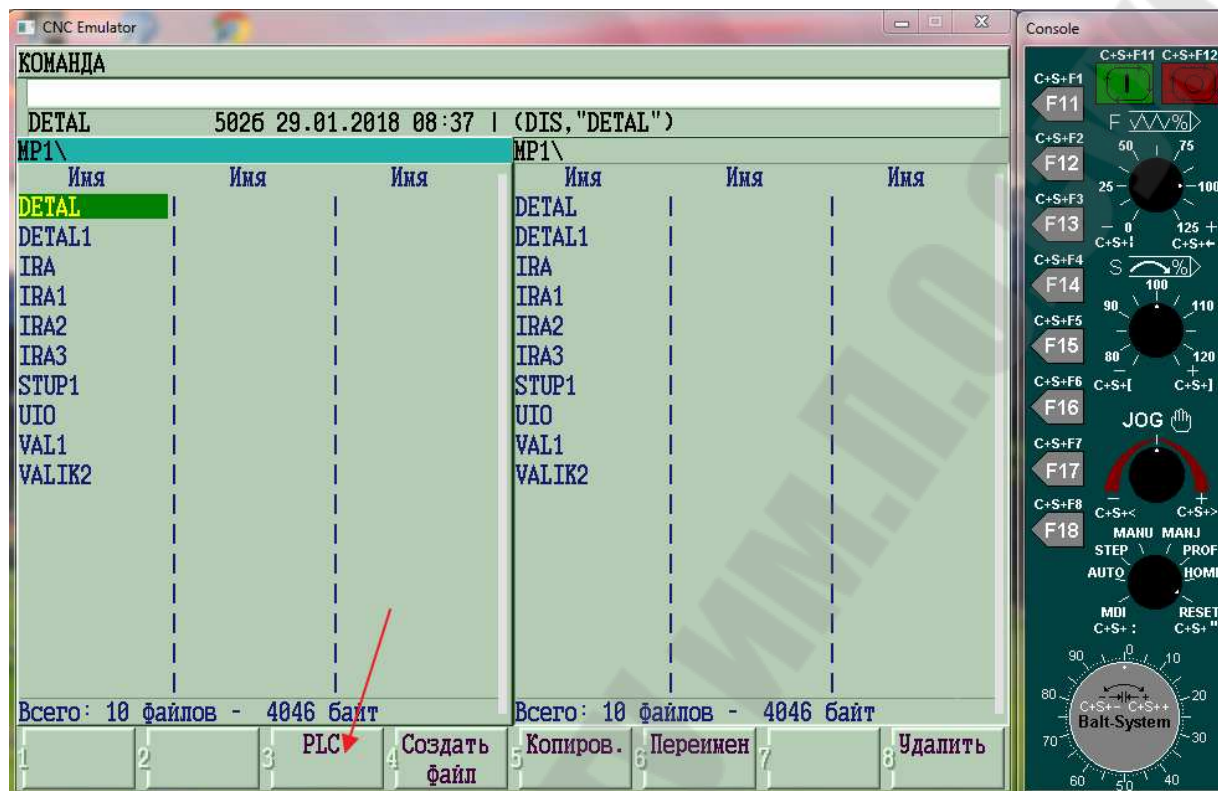 CNC Emulator
КОМАНДА
DETAL 502б 29.01.2018 08:37 | (DIS,"DETAL")
MP1\ MP1\
Имя Имя Имя Имя Имя Имя
DETAL DETAL
DETAL1 DETAL1
IRA IRA
IRA1 IRA1
IRA2 IRA2
IRA3 IRA3
STUP1 STUP1
UIO UIO
VAL1 VAL1
VALIK2 VALIK2
Всего: 10 файлов - 4046 байт Всего: 10 файлов - 4046 байт
1 2 3 PLC 4 Создать файл 5 Копиров. 6 Переимен 7 8 Удалить
Console
C+S+F11 C+S+F12
C+S+F1
F11
F %
C+S+F2
F12
50 75
25 100
C+S+F3
F13
- 0 125 +
C+S+¦ C+S+←
C+S+F4
F14
S %
100
90 110
C+S+F5
F15
80 120
- +
C+S+F6
C+S+[ C+S+]
F16
JOG
C+S+F7
F17
- +
C+S+F8
C+S+< C+S+>
F18
MANU MANJ
STEP PROF
AUTO HOME
MDI RESET
C+S+: C+S+"
90 0 10
80 20
- +
C+S+- C+S++
Balt-System
70 30
60 50 40